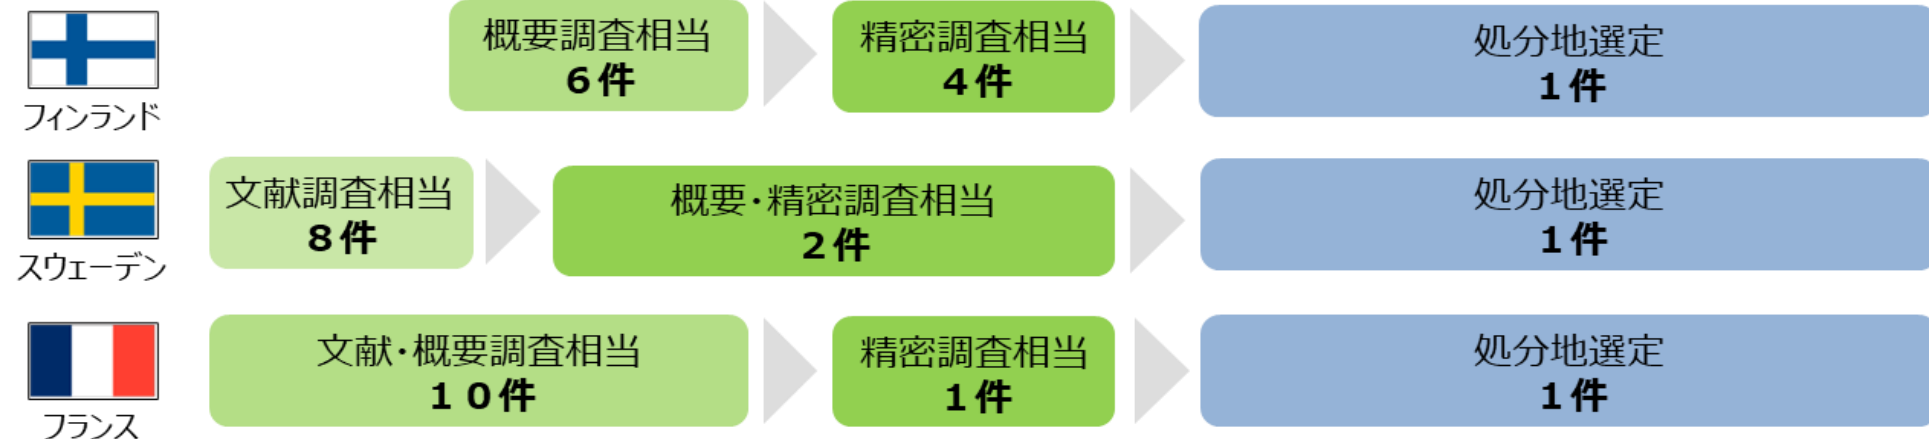 フィンランド
概要調査相当
6件
精密調査相当
4件
処分地選定
1件
スウェーデン
文献調査相当
8件
概要・精密調査相当
2件
処分地選定
1件
フランス
文献・概要調査相当
10件
精密調査相当
1件
処分地選定
1件